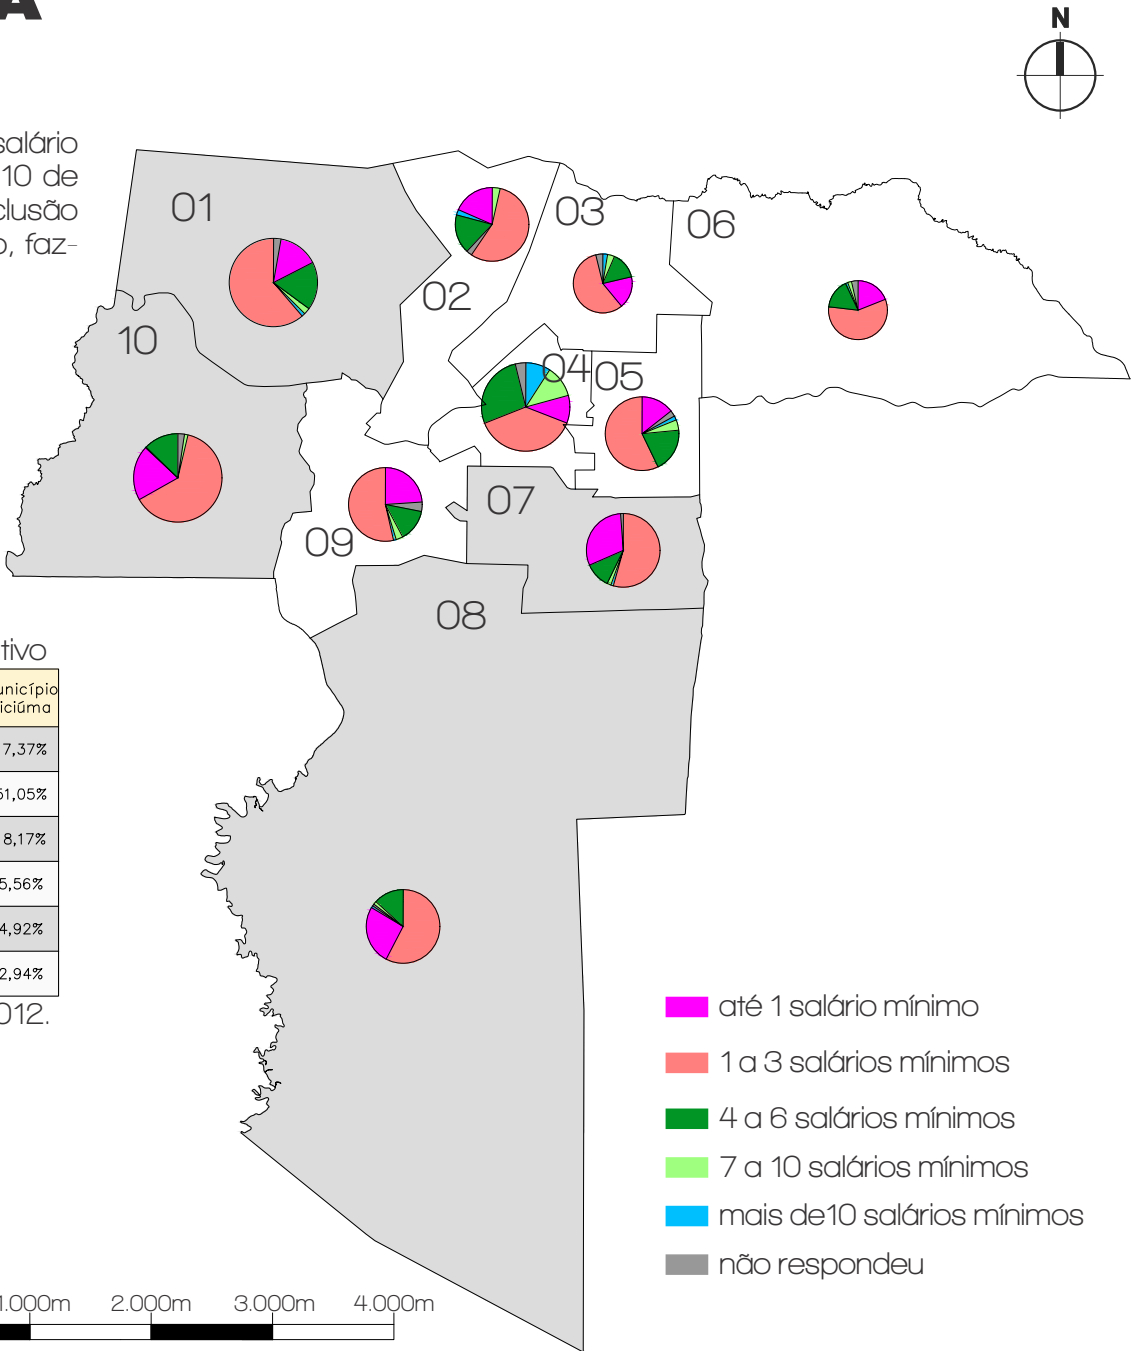 A
N
salário
10 de
clusão
o, faz-
01
02
03
06
10
04
05
07
09
08
tivo
unicípio
iciúma
7,37%
61,05%
8,17%
5,56%
4,92%
2,94%
012.
até 1 salário mínimo
1 a 3 salários mínimos
4 a 6 salários mínimos
7 a 10 salários mínimos
mais de10 salários mínimos
não respondeu
1.000m 2.000m 3.000m 4.000m